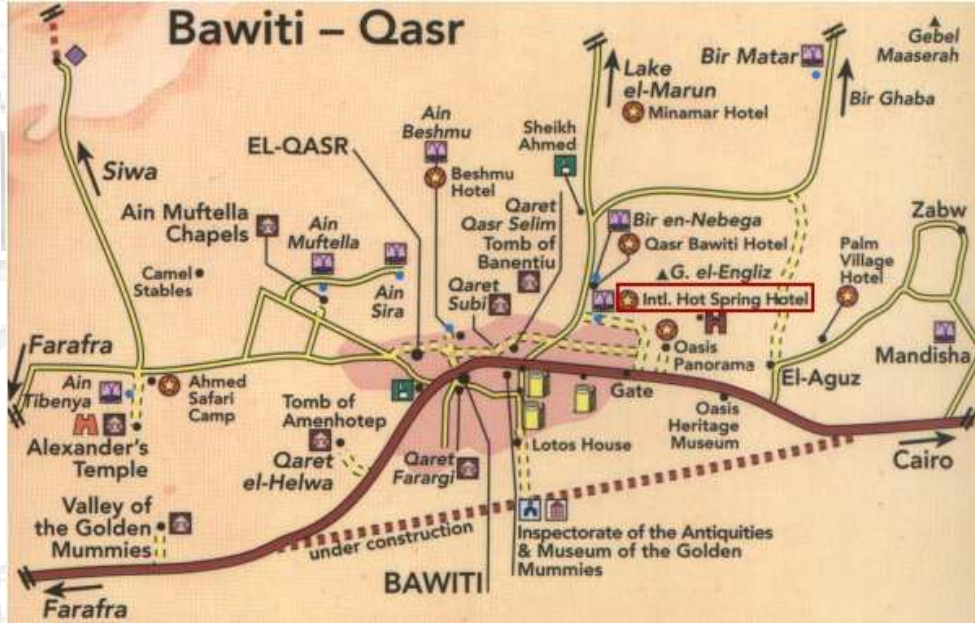 Bawiti – Qasr
Gebel
Maaserah
Bir Matar
Lake
el-Marun
Minamar Hotel
Bir Ghaba
Ain
Beshmu
Sheikh
Ahmed
EL-QASR
Beshmu
Hotel
Siwa
Qaret
Qasr Selim
Tomb of
Banentiu
Ain Muftella
Chapels
Ain
Muftella
Bir en-Nebega
Qasr Bawiti Hotel
Zabw
Palm
Village
Hotel
Camel
Stables
Ain
Sira
Qaret
Subi
G. el-Engliz
Intl. Hot Spring Hotel
Farafra
Oasis
Panorama
Mandisha
Ain
Tibenya
Ahmed
Safari
Camp
El-Aguz
Gate
Tomb of
Amenhotep
Oasis
Heritage
Museum
Alexander's
Temple
Qaret
el-Helwa
Qaret
Farargi
Lotos House
Cairo
Valley of
the Golden
Mummies
under construction
Inspectorate of the Antiquities
& Museum of the Golden
Mummies
BAWITI
Farafra